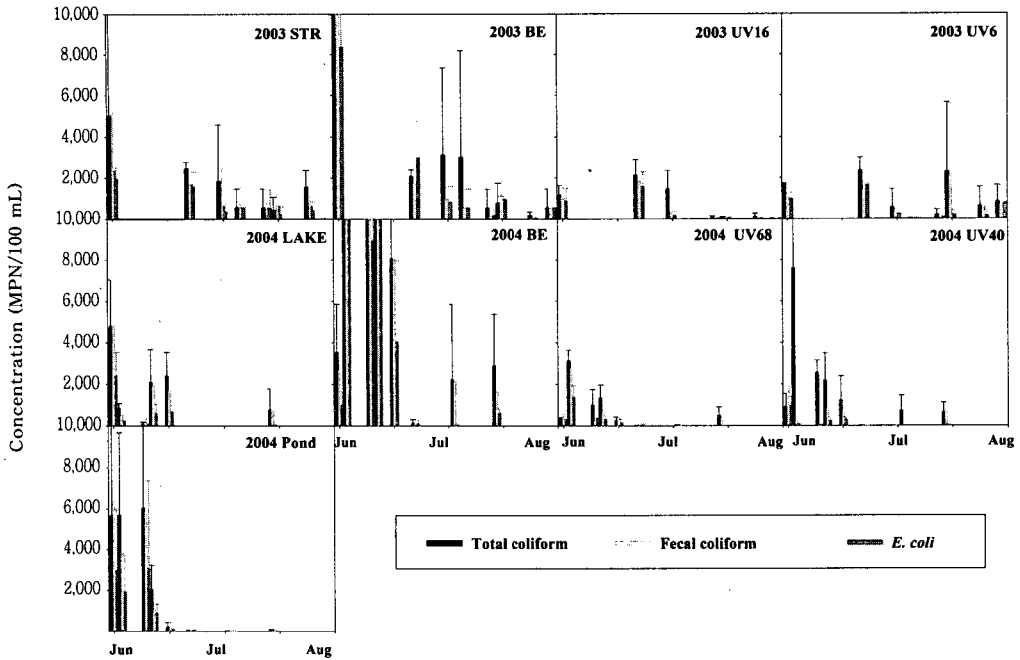 Concentration (MPN/100 mL)
10,000
8,000
6,000
4,000
2,000
2003 STR
2003 BE
2003 UV16
2003 UV6
10,000
8,000
6,000
4,000
2,000
2004 LAKE
2004 BE
2004 UV68
2004 UV40
10,000
8,000
6,000
4,000
2,000
2004 Pond
Jun Jul Aug
Jun Jul Aug
Jun Jul Aug
Total coliform
Fecal coliform
E. coli
Jun Jul Aug